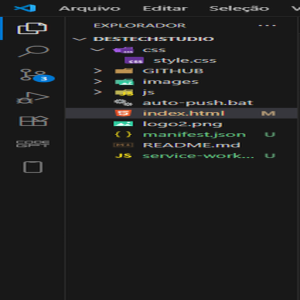 Arquivo Editar Seleção V
EXPLORADOR ...
DESTECHSTUDIO
css
style.css
GITHUB
images
js
auto-push.bat
index.html M
logo2.png
manifest.json U
README.md
service-work... U
3